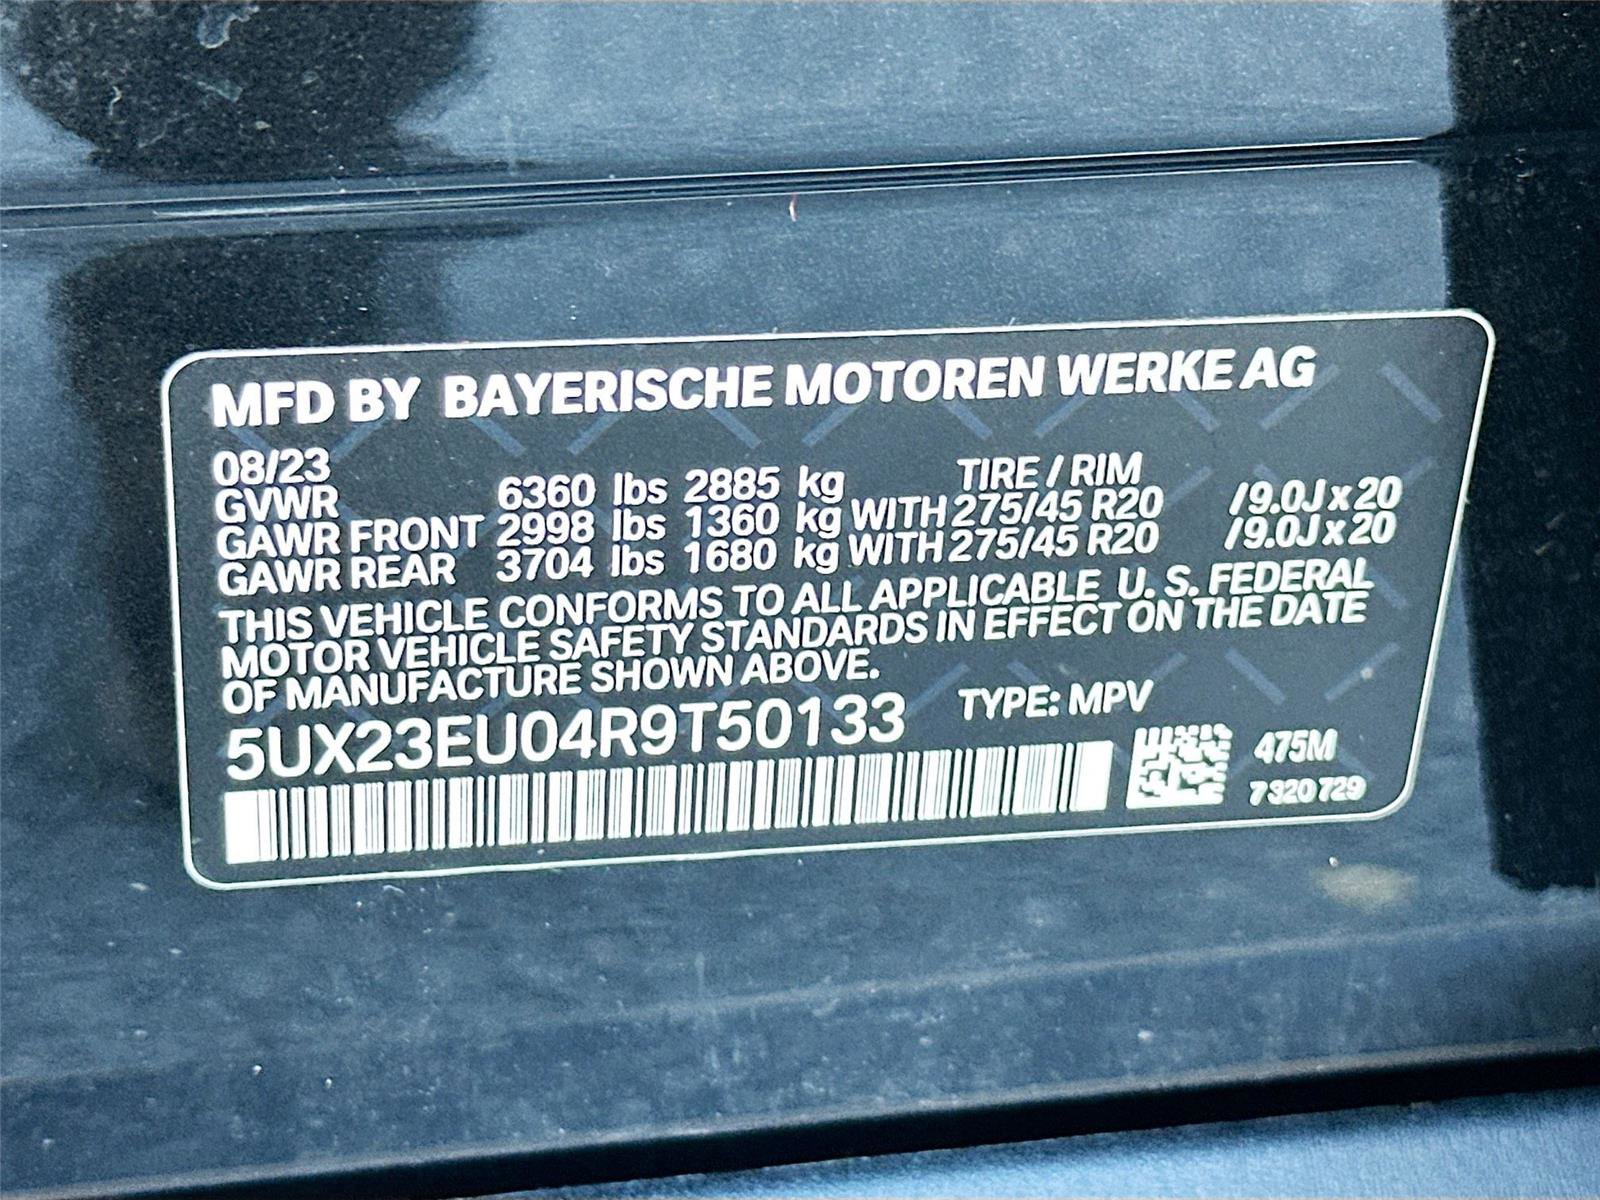 MFD BY BAYERISCHE MOTOREN WERKE AG
08/23 TIRE / RIM
GVWR 6360 lbs 2885 kg
GAWR FRONT 2998 lbs 1360 kg WITH 275/45 R20 /9.0J x 20
GAWR REAR 3704 lbs 1680 kg WITH 275/45 R20 /9.0J x 20
THIS VEHICLE CONFORMS TO ALL APPLICABLE U. S. FEDERAL
MOTOR VEHICLE SAFETY STANDARDS IN EFFECT ON THE DATE
OF MANUFACTURE SHOWN ABOVE.
5UX23EU04R9T50133 TYPE: MPV
475M
7 320 729